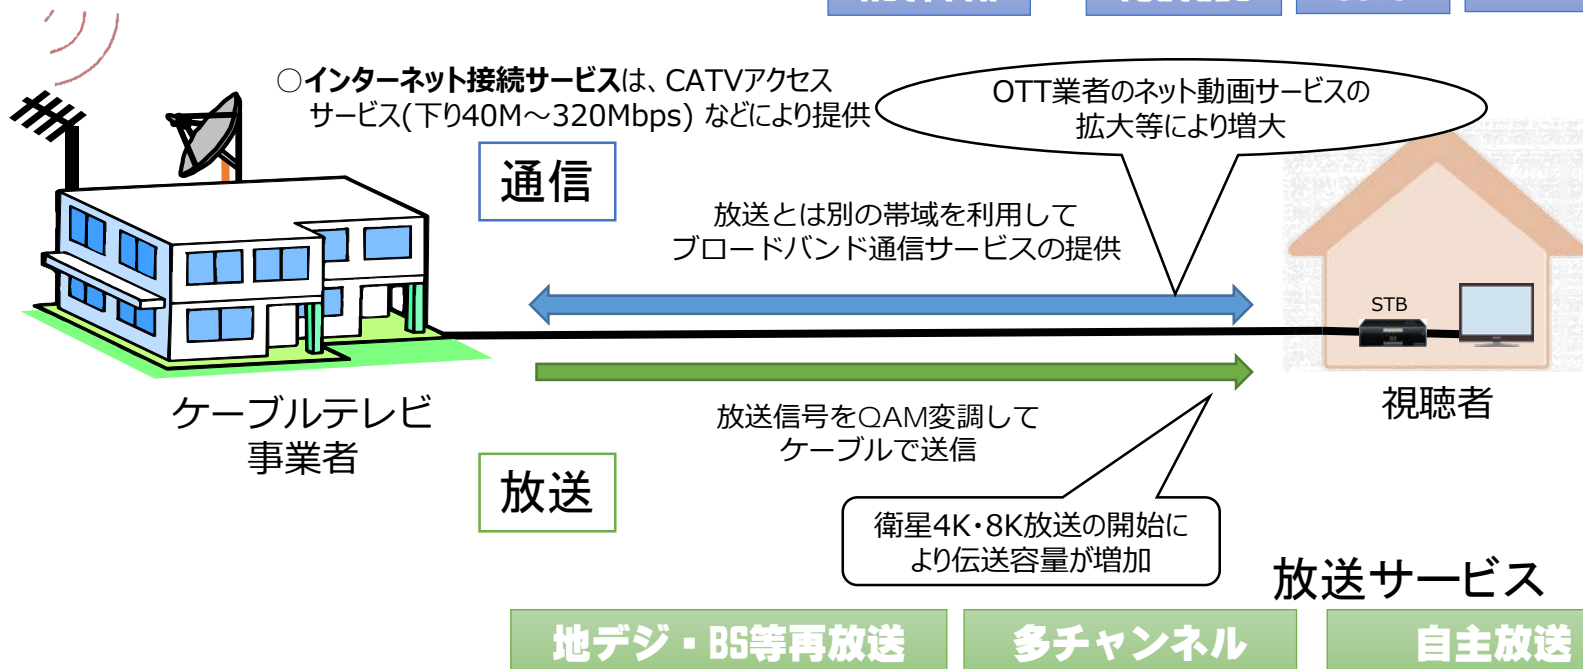 ○インターネット接続サービスは、CATVアクセス
サービス(下り40M～320Mbps) などにより提供
OTT業者のネット動画サービスの
拡大等により増大
通信
放送とは別の帯域を利用して
ブロードバンド通信サービスの提供
STB
ケーブルテレビ
事業者
視聴者
放送信号をQAM変調して
ケーブルで送信
放送
衛星4K・8K放送の開始に
より伝送容量が増加
放送サービス
地デジ・BS等再放送
多チャンネル
自主放送